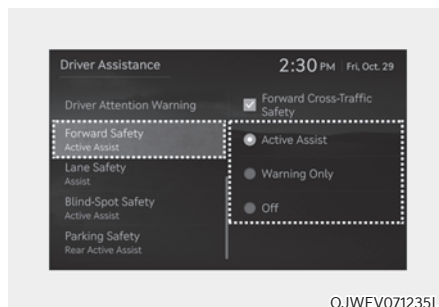 Driver Assistance
2:30 PM Fri, Oct. 29
Driver Attention Warning
Forward Cross-Traffic
Safety
Forward Safety
Active Assist
Active Assist
Lane Safety
Assist
Warning Only
Blind-Spot Safety
Active Assist
Off
Parking Safety
Rear Active Assist
OJWEV071235L